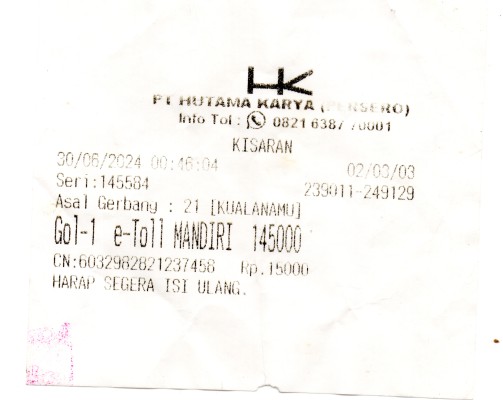 HK
PT HUTAMA KARYA (PERSERO)
Info Tol : 0821 6387 70001
KISARAN
30/06/2024 00:46:04 02/03/03
Seri:145584 239011-249129
Asal Gerbang : 21 [KUALANAMU]
Gol-1 e-Toll MANDIRI 145000
CN:6032982821237458 Rp.15000
HARAP SEGERA ISI ULANG.